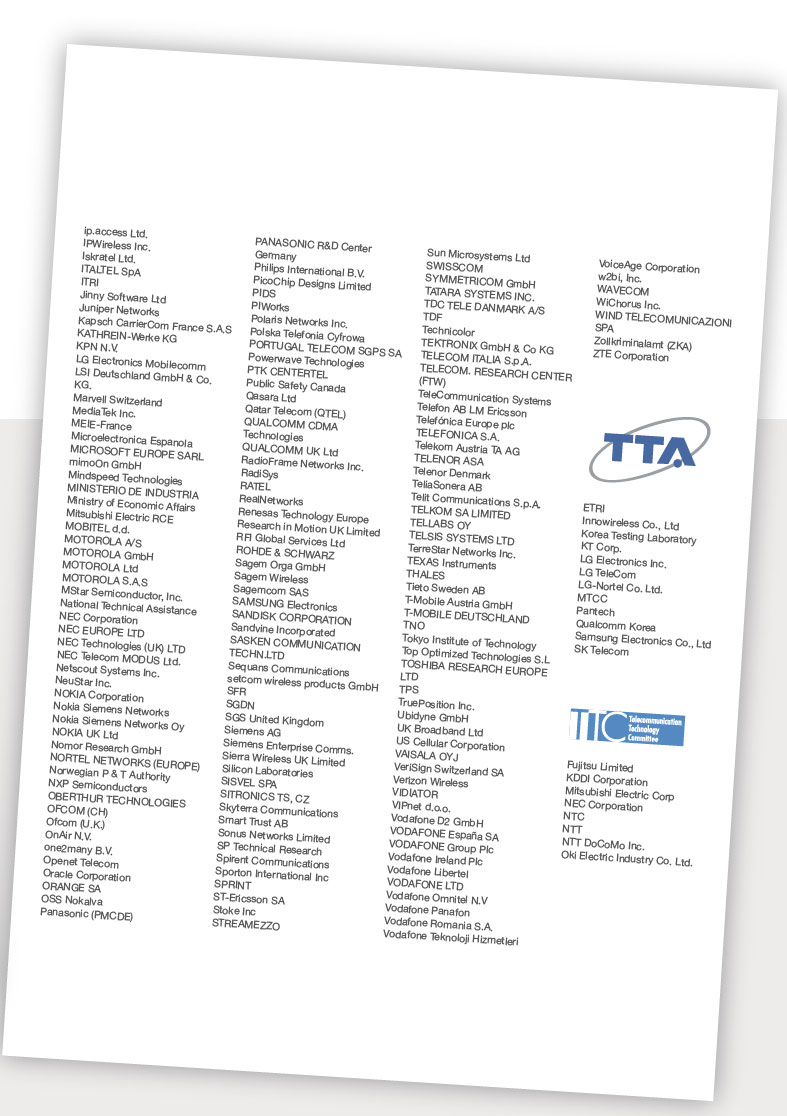 ip.access Ltd.
IPWireless Inc.
Iskratel Ltd.
ITALTEL SpA
ITRI
Jinny Software Ltd
Juniper Networks
Kapsch CarrierCom France S.A.S
KATHREIN-Werke KG
KPN N.V.
LG Electronics Mobilecomm
LSI Deutschland GmbH & Co.
KG.
Marvell Switzerland
MediaTek Inc.
MEIE-France
Microelectronica Espanola
MICROSOFT EUROPE SARL
mimoOn GmbH
Mindspeed Technologies
MINISTERIO DE INDUSTRIA
Ministry of Economic Affairs
Mitsubishi Electric RCE
MOBITEL d.d.
MOTOROLA A/S
MOTOROLA GmbH
MOTOROLA Ltd
MOTOROLA S.A.S
MStar Semiconductor, Inc.
National Technical Assistance
NEC Corporation
NEC EUROPE LTD
NEC Technologies (UK) LTD
NEC Telecom MODUS Ltd.
Netscout Systems Inc.
NeuStar Inc.
NOKIA Corporation
Nokia Siemens Networks
Nokia Siemens Networks Oy
NOKIA UK Ltd
Nomor Research GmbH
NORTEL NETWORKS (EUROPE)
Norwegian P & T Authority
NXP Semiconductors
OBERTHUR TECHNOLOGIES
OFCOM (CH)
Ofcom (U.K.)
OnAir N.V.
one2many B.V.
Openet Telecom
Oracle Corporation
ORANGE SA
OSS Nokalva
Panasonic (PMCDE)
PANASONIC R&D Center
Germany
Philips International B.V.
PicoChip Designs Limited
PIDS
PIWorks
Polaris Networks Inc.
Polska Telefonia Cyfrowa
PORTUGAL TELECOM SGPS SA
Powerwave Technologies
PTK CENTERTEL
Public Safety Canada
Qasara Ltd
Qatar Telecom (QTEL)
QUALCOMM CDMA
Technologies
QUALCOMM UK Ltd
RadioFrame Networks Inc.
RadiSys
RATEL
RealNetworks
Renesas Technology Europe
Research in Motion UK Limited
RFI Global Services Ltd
ROHDE & SCHWARZ
Sagem Orga GmbH
Sagem Wireless
Sagemcom SAS
SAMSUNG Electronics
SANDISK CORPORATION
Sandvine Incorporated
SASKEN COMMUNICATION
TECHN.LTD
Sequans Communications
setcom wireless products GmbH
SFR
SGDN
SGS United Kingdom
Siemens AG
Siemens Enterprise Comms.
Sierra Wireless UK Limited
Silicon Laboratories
SISVEL SPA
SITRONICS TS, CZ
Skyterra Communications
Smart Trust AB
Sonus Networks Limited
SP Technical Research
Spirent Communications
Sporton International Inc
SPRINT
ST-Ericsson SA
Stoke Inc
STREAMEZZO
Sun Microsystems Ltd
SWISSCOM
SYMMETRICOM GmbH
TATARA SYSTEMS INC.
TDC TELE DANMARK A/S
TDF
Technicolor
TEKTRONIX GmbH & Co KG
TELECOM ITALIA S.p.A.
TELECOM. RESEARCH CENTER
(FTW)
TeleCommunication Systems
Telefon AB LM Ericsson
Telefónica Europe plc
TELEFONICA S.A.
Telekom Austria TA AG
TELENOR ASA
Telenor Denmark
TeliaSonera AB
Telit Communications S.p.A.
TELKOM SA LIMITED
TELLABS OY
TELSIS SYSTEMS LTD
TerreStar Networks Inc.
TEXAS Instruments
THALES
Tieto Sweden AB
T-Mobile Austria GmbH
T-MOBILE DEUTSCHLAND
TNO
Tokyo Institute of Technology
Top Optimized Technologies S.L
TOSHIBA RESEARCH EUROPE
LTD
TPS
TruePosition Inc.
Ubidyne GmbH
UK Broadband Ltd
US Cellular Corporation
VAISALA OYJ
VeriSign Switzerland SA
Verizon Wireless
VIDIATOR
VIPnet d.o.o.
Vodafone D2 GmbH
VODAFONE España SA
VODAFONE Group Plc
Vodafone Ireland Plc
Vodafone Libertel
VODAFONE LTD
Vodafone Omnitel N.V
Vodafone Panafon
Vodafone Romania S.A.
Vodafone Teknoloji Hizmetleri
VoiceAge Corporation
w2bi, Inc.
WAVECOM
WiChorus Inc.
WIND TELECOMUNICAZIONI
SPA
Zollkriminalamt (ZKA)
ZTE Corporation
TTA
ETRI
Innowireless Co., Ltd
Korea Testing Laboratory
KT Corp.
LG Electronics Inc.
LG TeleCom
LG-Nortel Co. Ltd.
MTCC
Pantech
Qualcomm Korea
Samsung Electronics Co., Ltd
SK Telecom
TTC Telecommunication
Technology
Committee
Fujitsu Limited
KDDI Corporation
Mitsubishi Electric Corp
NEC Corporation
NTC
NTT
NTT DoCoMo Inc.
Oki Electric Industry Co. Ltd.